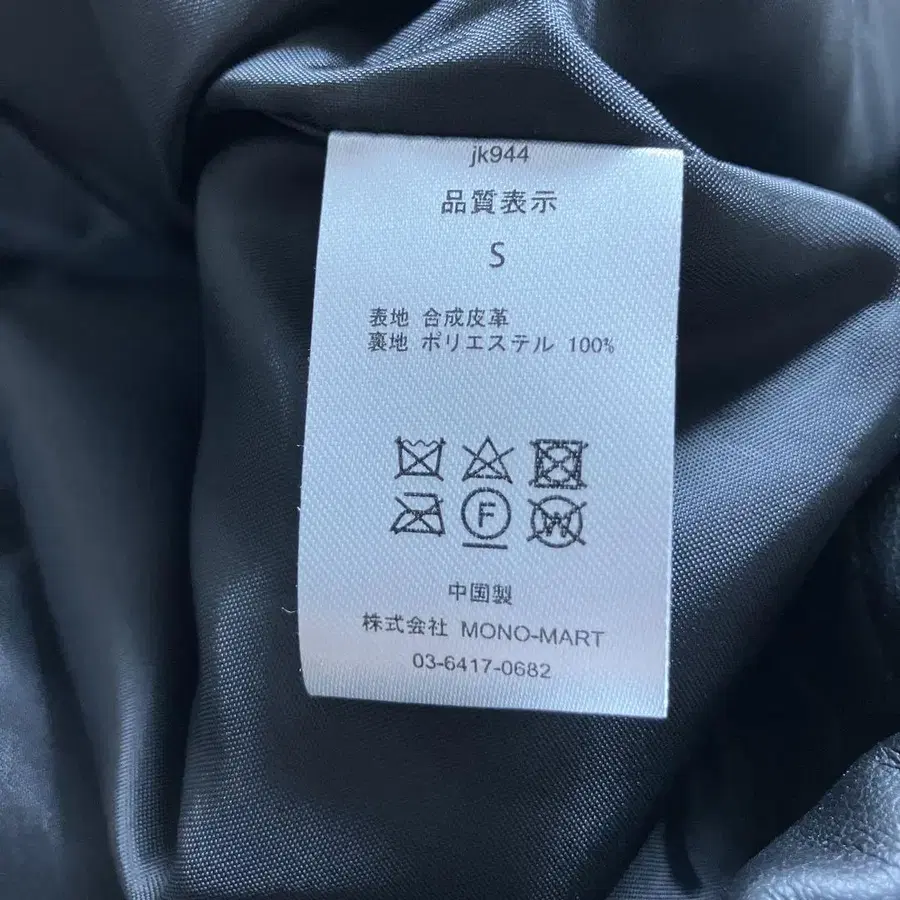 jk944
品質表示
S
表地 合成皮革
裏地 ポリエステル 100%
F
W
中国製
株式会社 MONO-MART
03-6417-0682